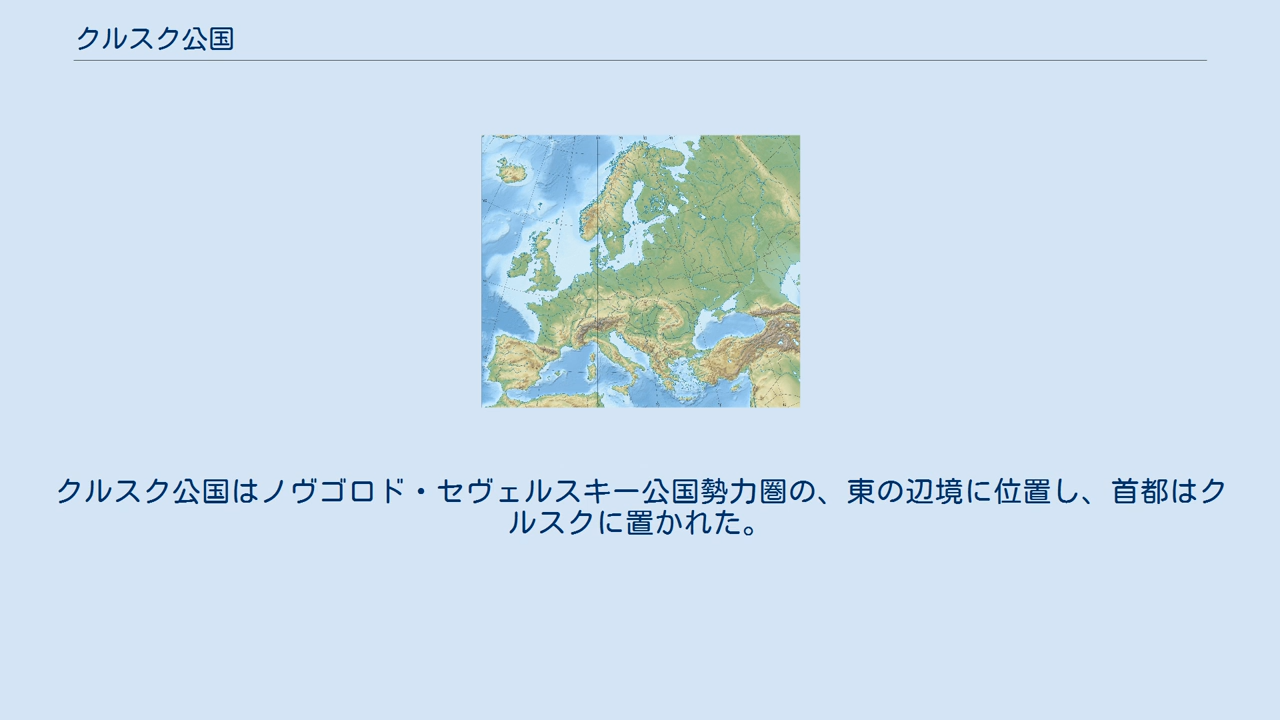 クルスク公国
クルスク公国はノヴゴロド・セヴェルスキー公国勢力圏の、東の辺境に位置し、首都はク
ルスクに置かれた。